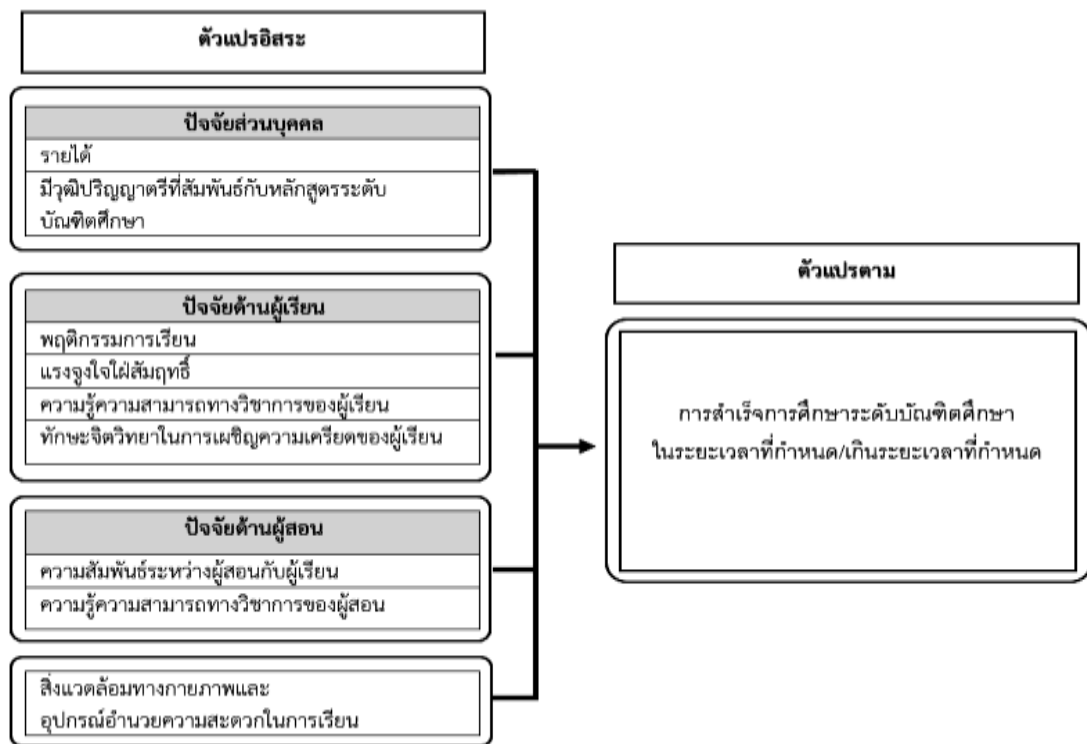 ตัวแปรอิสระ
ปัจจัยส่วนบุคคล
รายได้
มีวุฒิปริญญาตรีที่สัมพันธ์กับหลักสูตรระดับ
บัณฑิตศึกษา
ปัจจัยด้านผู้เรียน
พฤติกรรมการเรียน
แรงจูงใจใฝ่สัมฤทธิ์
ความรู้ความสามารถทางวิชาการของผู้เรียน
ทักษะจิตวิทยาในการเผชิญความเครียดของผู้เรียน
ปัจจัยด้านผู้สอน
ความสัมพันธ์ระหว่างผู้สอนกับผู้เรียน
ความรู้ความสามารถทางวิชาการของผู้สอน
สิ่งแวดล้อมทางกายภาพและ
อุปกรณ์อำนวยความสะดวกในการเรียน
ตัวแปรตาม
การสำเร็จการศึกษาระดับบัณฑิตศึกษา
ในระยะเวลาที่กำหนด/เกินระยะเวลาที่กำหนด